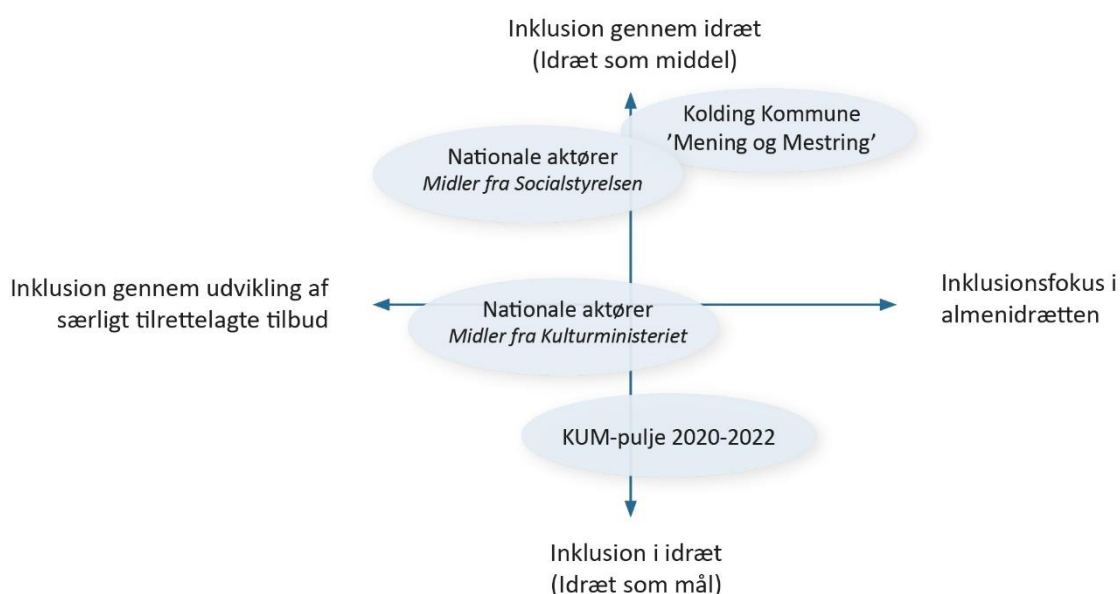 Inklusion gennem idræt
(Idræt som middel)
Kolding Kommune
’Mening og Mestring’
Nationale aktører
Midler fra Socialstyrelsen
Inklusion gennem udvikling af
særligt tilrettelagte tilbud
Nationale aktører
Midler fra Kulturministeriet
Inklusionsfokus i
almenidrætten
KUM-pulje 2020-2022
Inklusion i idræt
(Idræt som mål)